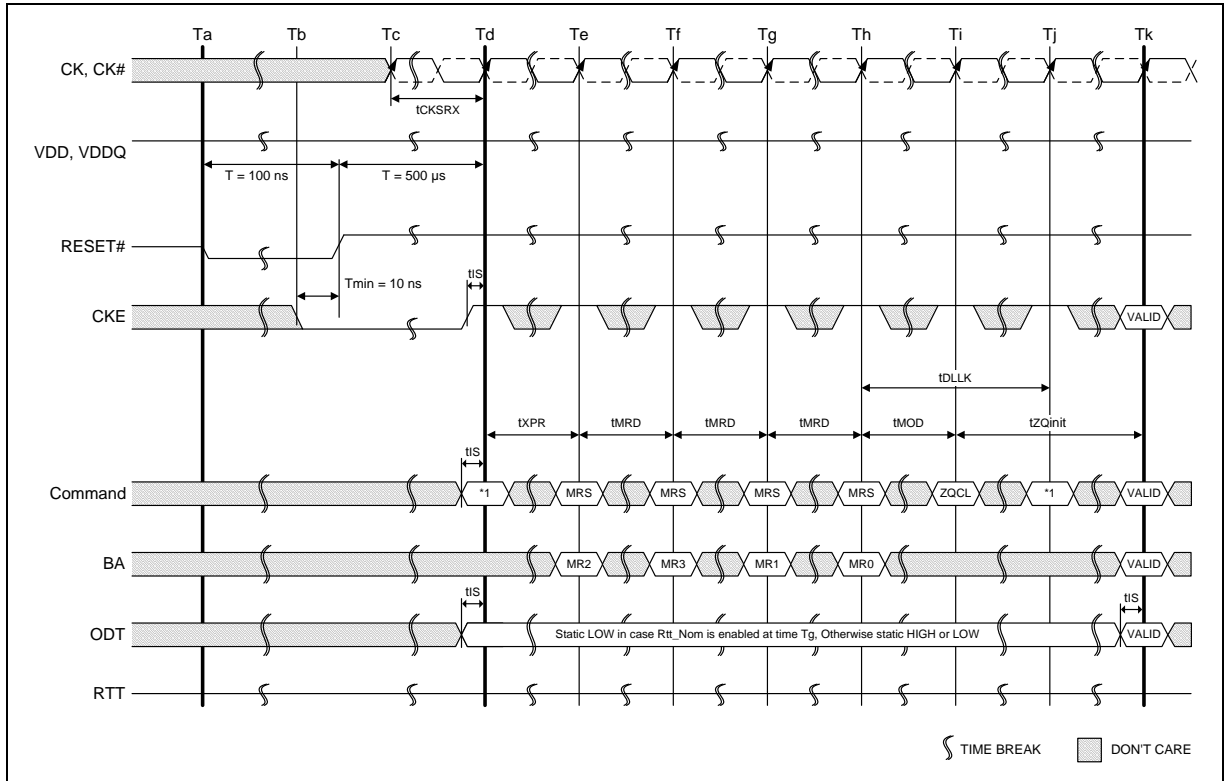 Ta Tb Tc Td Te Tf Tg Th Ti Tj Tk
CK, CK#
tCKSRX
VDD, VDDQ
T = 100 ns T = 500 µs
RESET#
tIS
Tmin = 10 ns
CKE
VALID
tDLLK
tXPR tMRD tMRD tMRD tMOD tZQinit
tIS
Command
*1 MRS MRS MRS MRS ZQCL *1 VALID
BA
MR2 MR3 MR1 MR0 VALID
tIS tIS
ODT
Static LOW in case Rtt_Nom is enabled at time Tg, Otherwise static HIGH or LOW VALID
RTT
TIME BREAK DON'T CARE